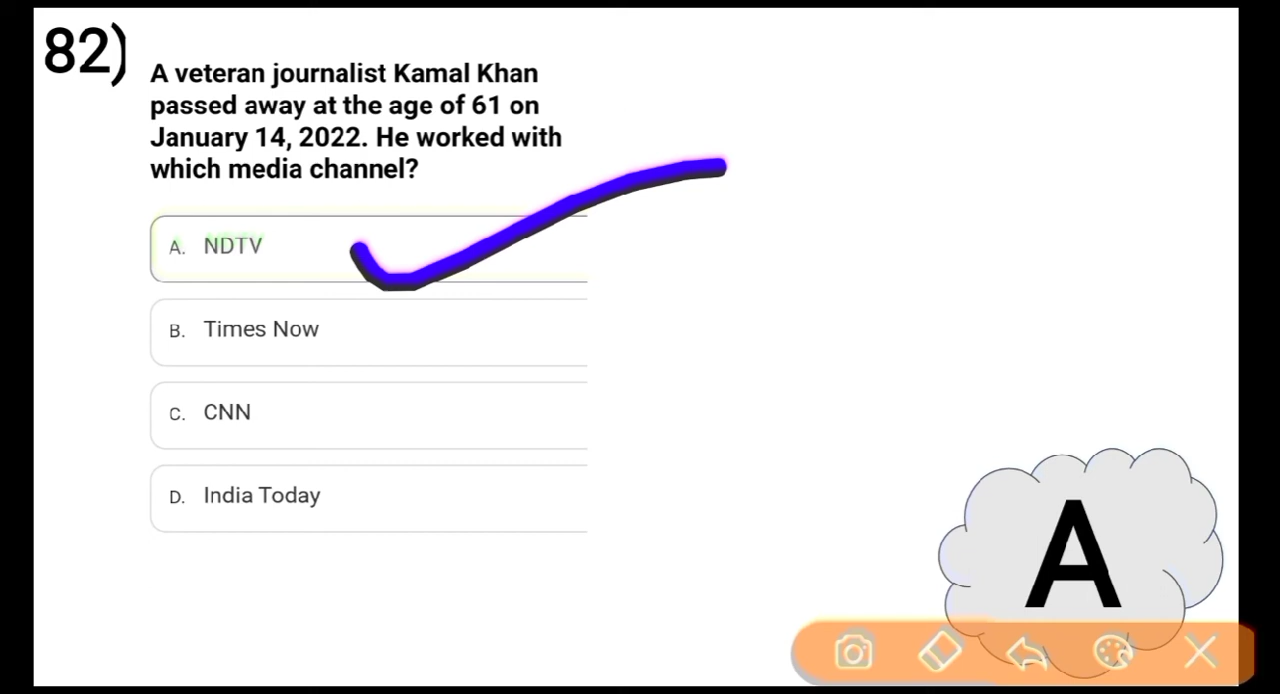 82)
A veteran journalist Kamal Khan
passed away at the age of 61 on
January 14, 2022. He worked with
which media channel?
A. NDTV
B. Times Now
C. CNN
D. India Today
A